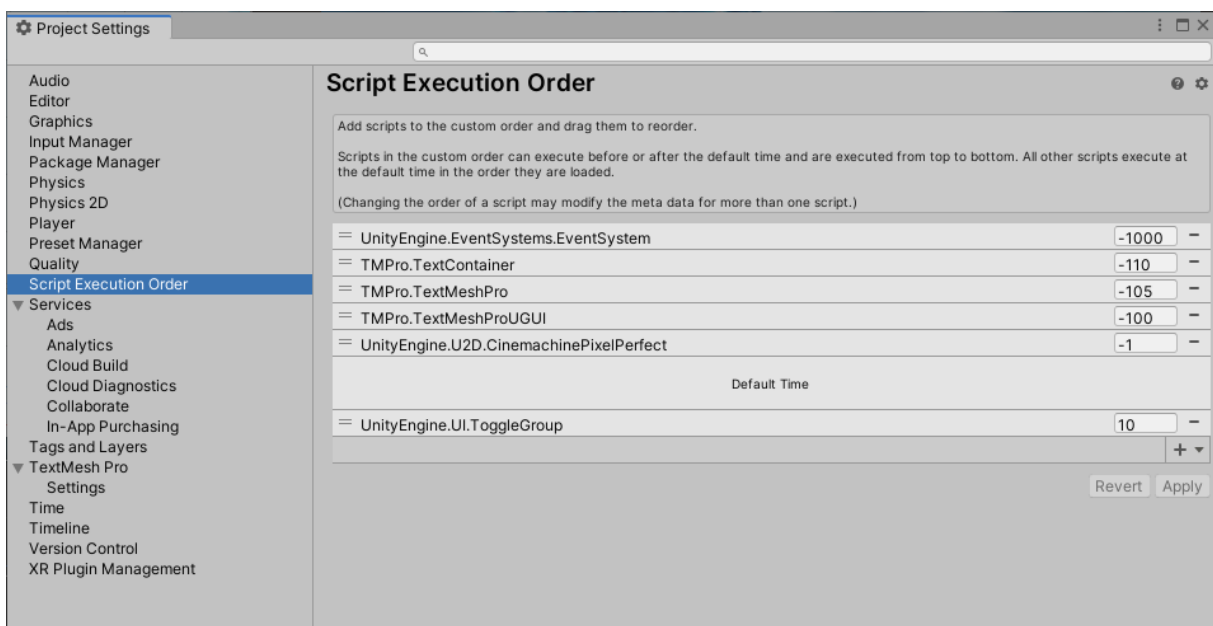 Project Settings
Audio
Editor
Graphics
Input Manager
Package Manager
Physics
Physics 2D
Player
Preset Manager
Quality
Script Execution Order
Services
Ads
Analytics
Cloud Build
Cloud Diagnostics
Collaborate
In-App Purchasing
Tags and Layers
TextMesh Pro
Settings
Time
Timeline
Version Control
XR Plugin Management
Script Execution Order
Add scripts to the custom order and drag them to reorder.
Scripts in the custom order can execute before or after the default time and are executed from top to bottom. All other scripts execute at
the default time in the order they are loaded.
(Changing the order of a script may modify the meta data for more than one script.)
UnityEngine.EventSystems.EventSystem -1000
TMPro.TextContainer -110
TMPro.TextMeshPro -105
TMPro.TextMeshProUGUI -100
UnityEngine.U2D.CinemachinePixelPerfect -1
Default Time
UnityEngine.UI.ToggleGroup 10
Revert Apply